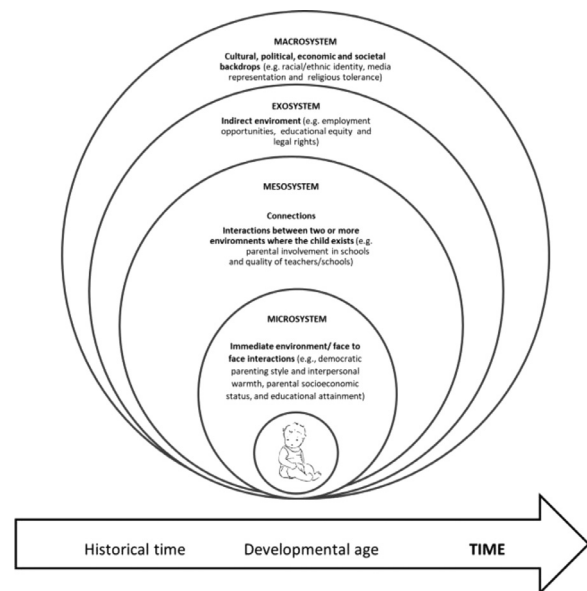 MACROSYSTEM
Cultural, political, economic and societal
backdrops (e.g. racial/ethnic identity, media
representation and religious tolerance)
EXOSYSTEM
Indirect enviroment (e.g. employment
opportunities, educational equity and
legal rights)
MESOSYSTEM
Connections
Interactions between two or more
enviromnents where the child exists (e.g.
parental involvement in schools
and quality of teachers/schools)
MICROSYSTEM
Immediate environment/ face to
face interactions (e.g., democratic
parenting style and interpersonal
warmth, parental socioeconomic
status, and educational attainment)
Historical time Developmental age TIME